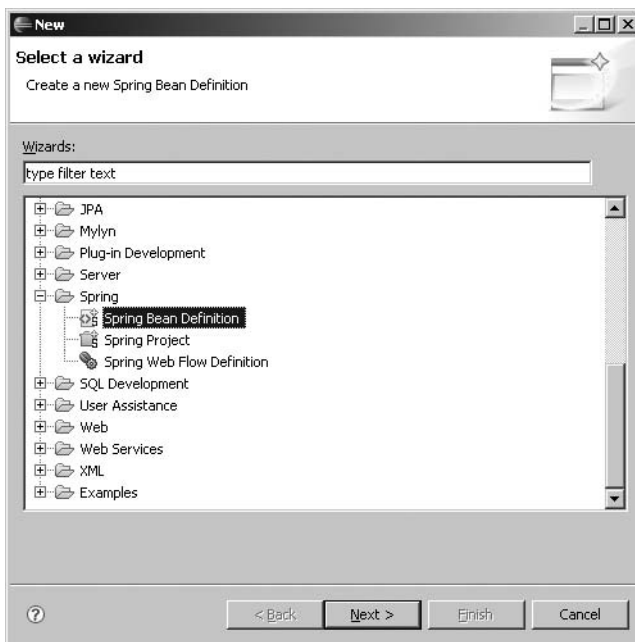 New
Select a wizard
Create a new Spring Bean Definition
Wizards:
type filter text
JPA
Mylyn
Plug-in Development
Server
Spring
Spring Bean Definition
Spring Project
Spring Web Flow Definition
SQL Development
User Assistance
Web
Web Services
XML
Examples
< Back Next > Finish Cancel